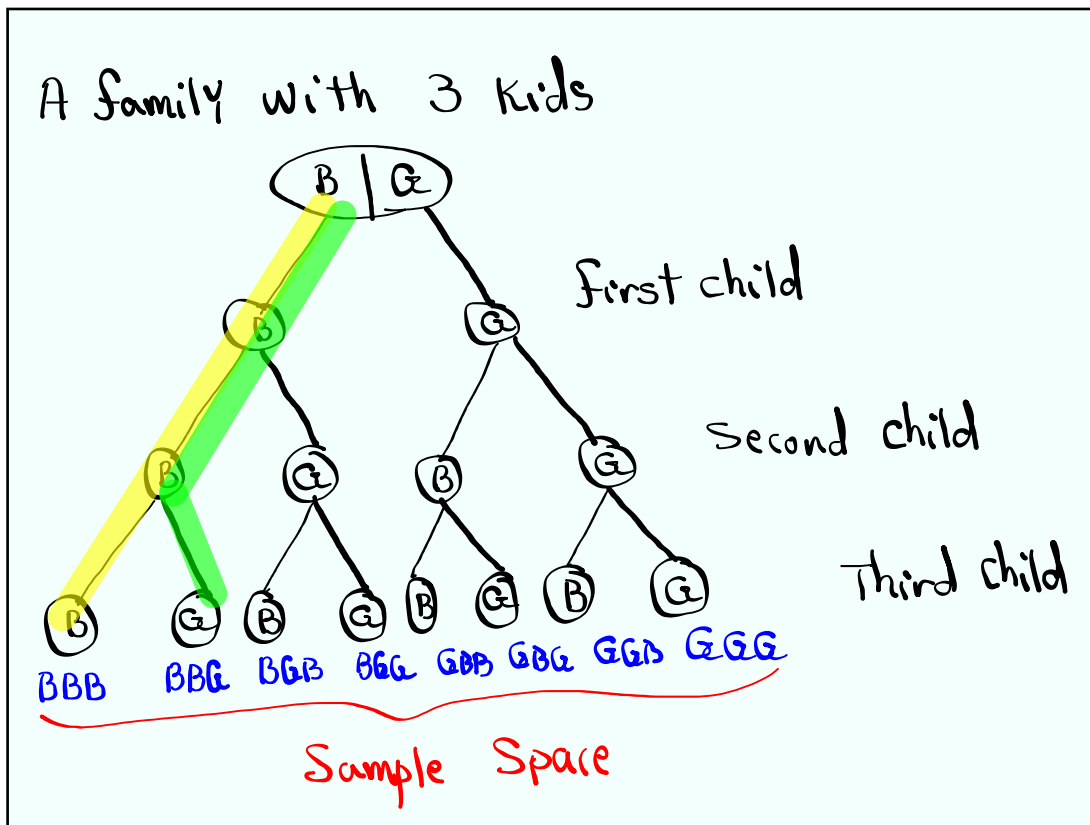 A family with 3 Kids
B G
First child
B G
Second child
B G B G
Third child
B G B G B G B G
BBB BBG BGB BGG GBB GBG GGB GGG
Sample Space